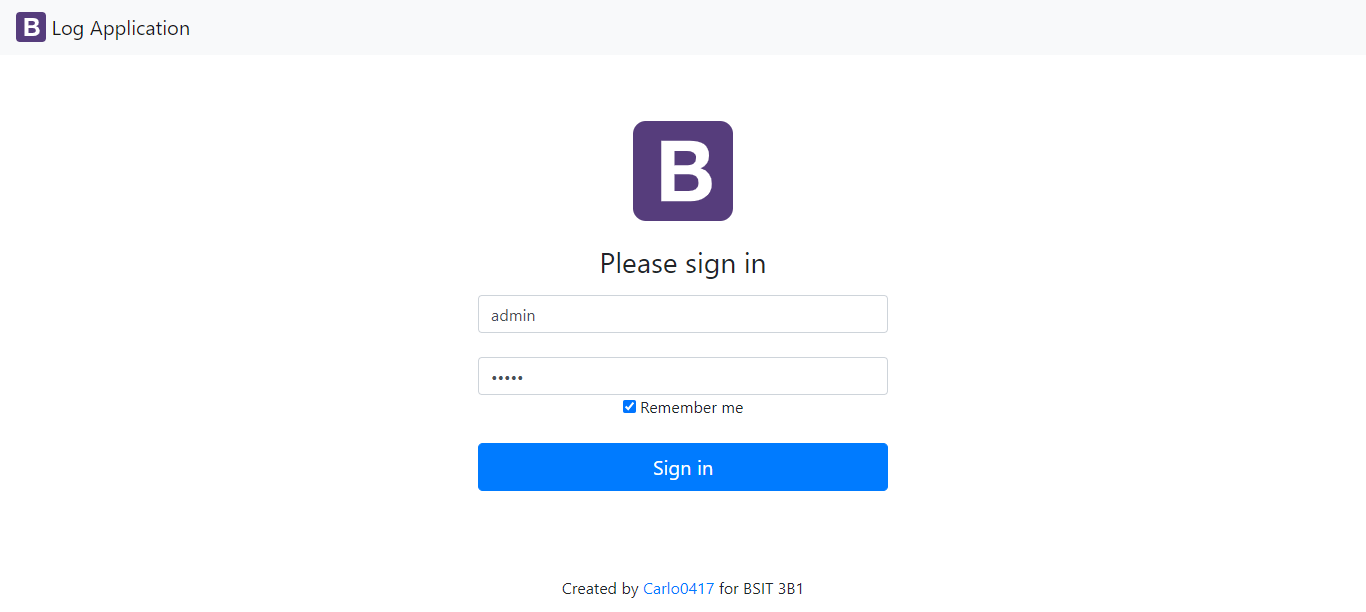 B Log Application
B
Please sign in
admin
•••••
Remember me
Sign in
Created by Carlo0417 for BSIT 3B1